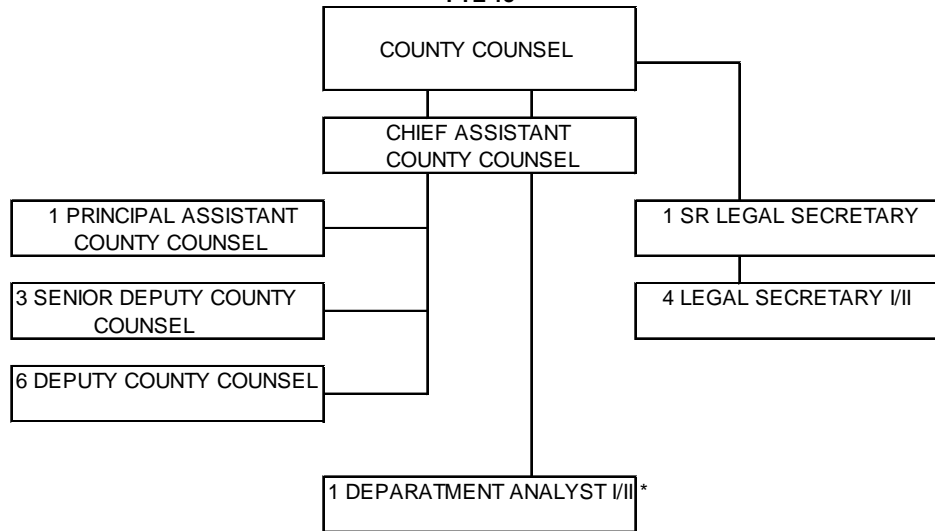 COUNTY COUNSEL
CHIEF ASSISTANT
COUNTY COUNSEL
1 PRINCIPAL ASSISTANT
COUNTY COUNSEL
1 SR LEGAL SECRETARY
3 SENIOR DEPUTY COUNTY
COUNSEL
4 LEGAL SECRETARY I/II
6 DEPUTY COUNTY COUNSEL
1 DEPARATMENT ANALYST I/II *